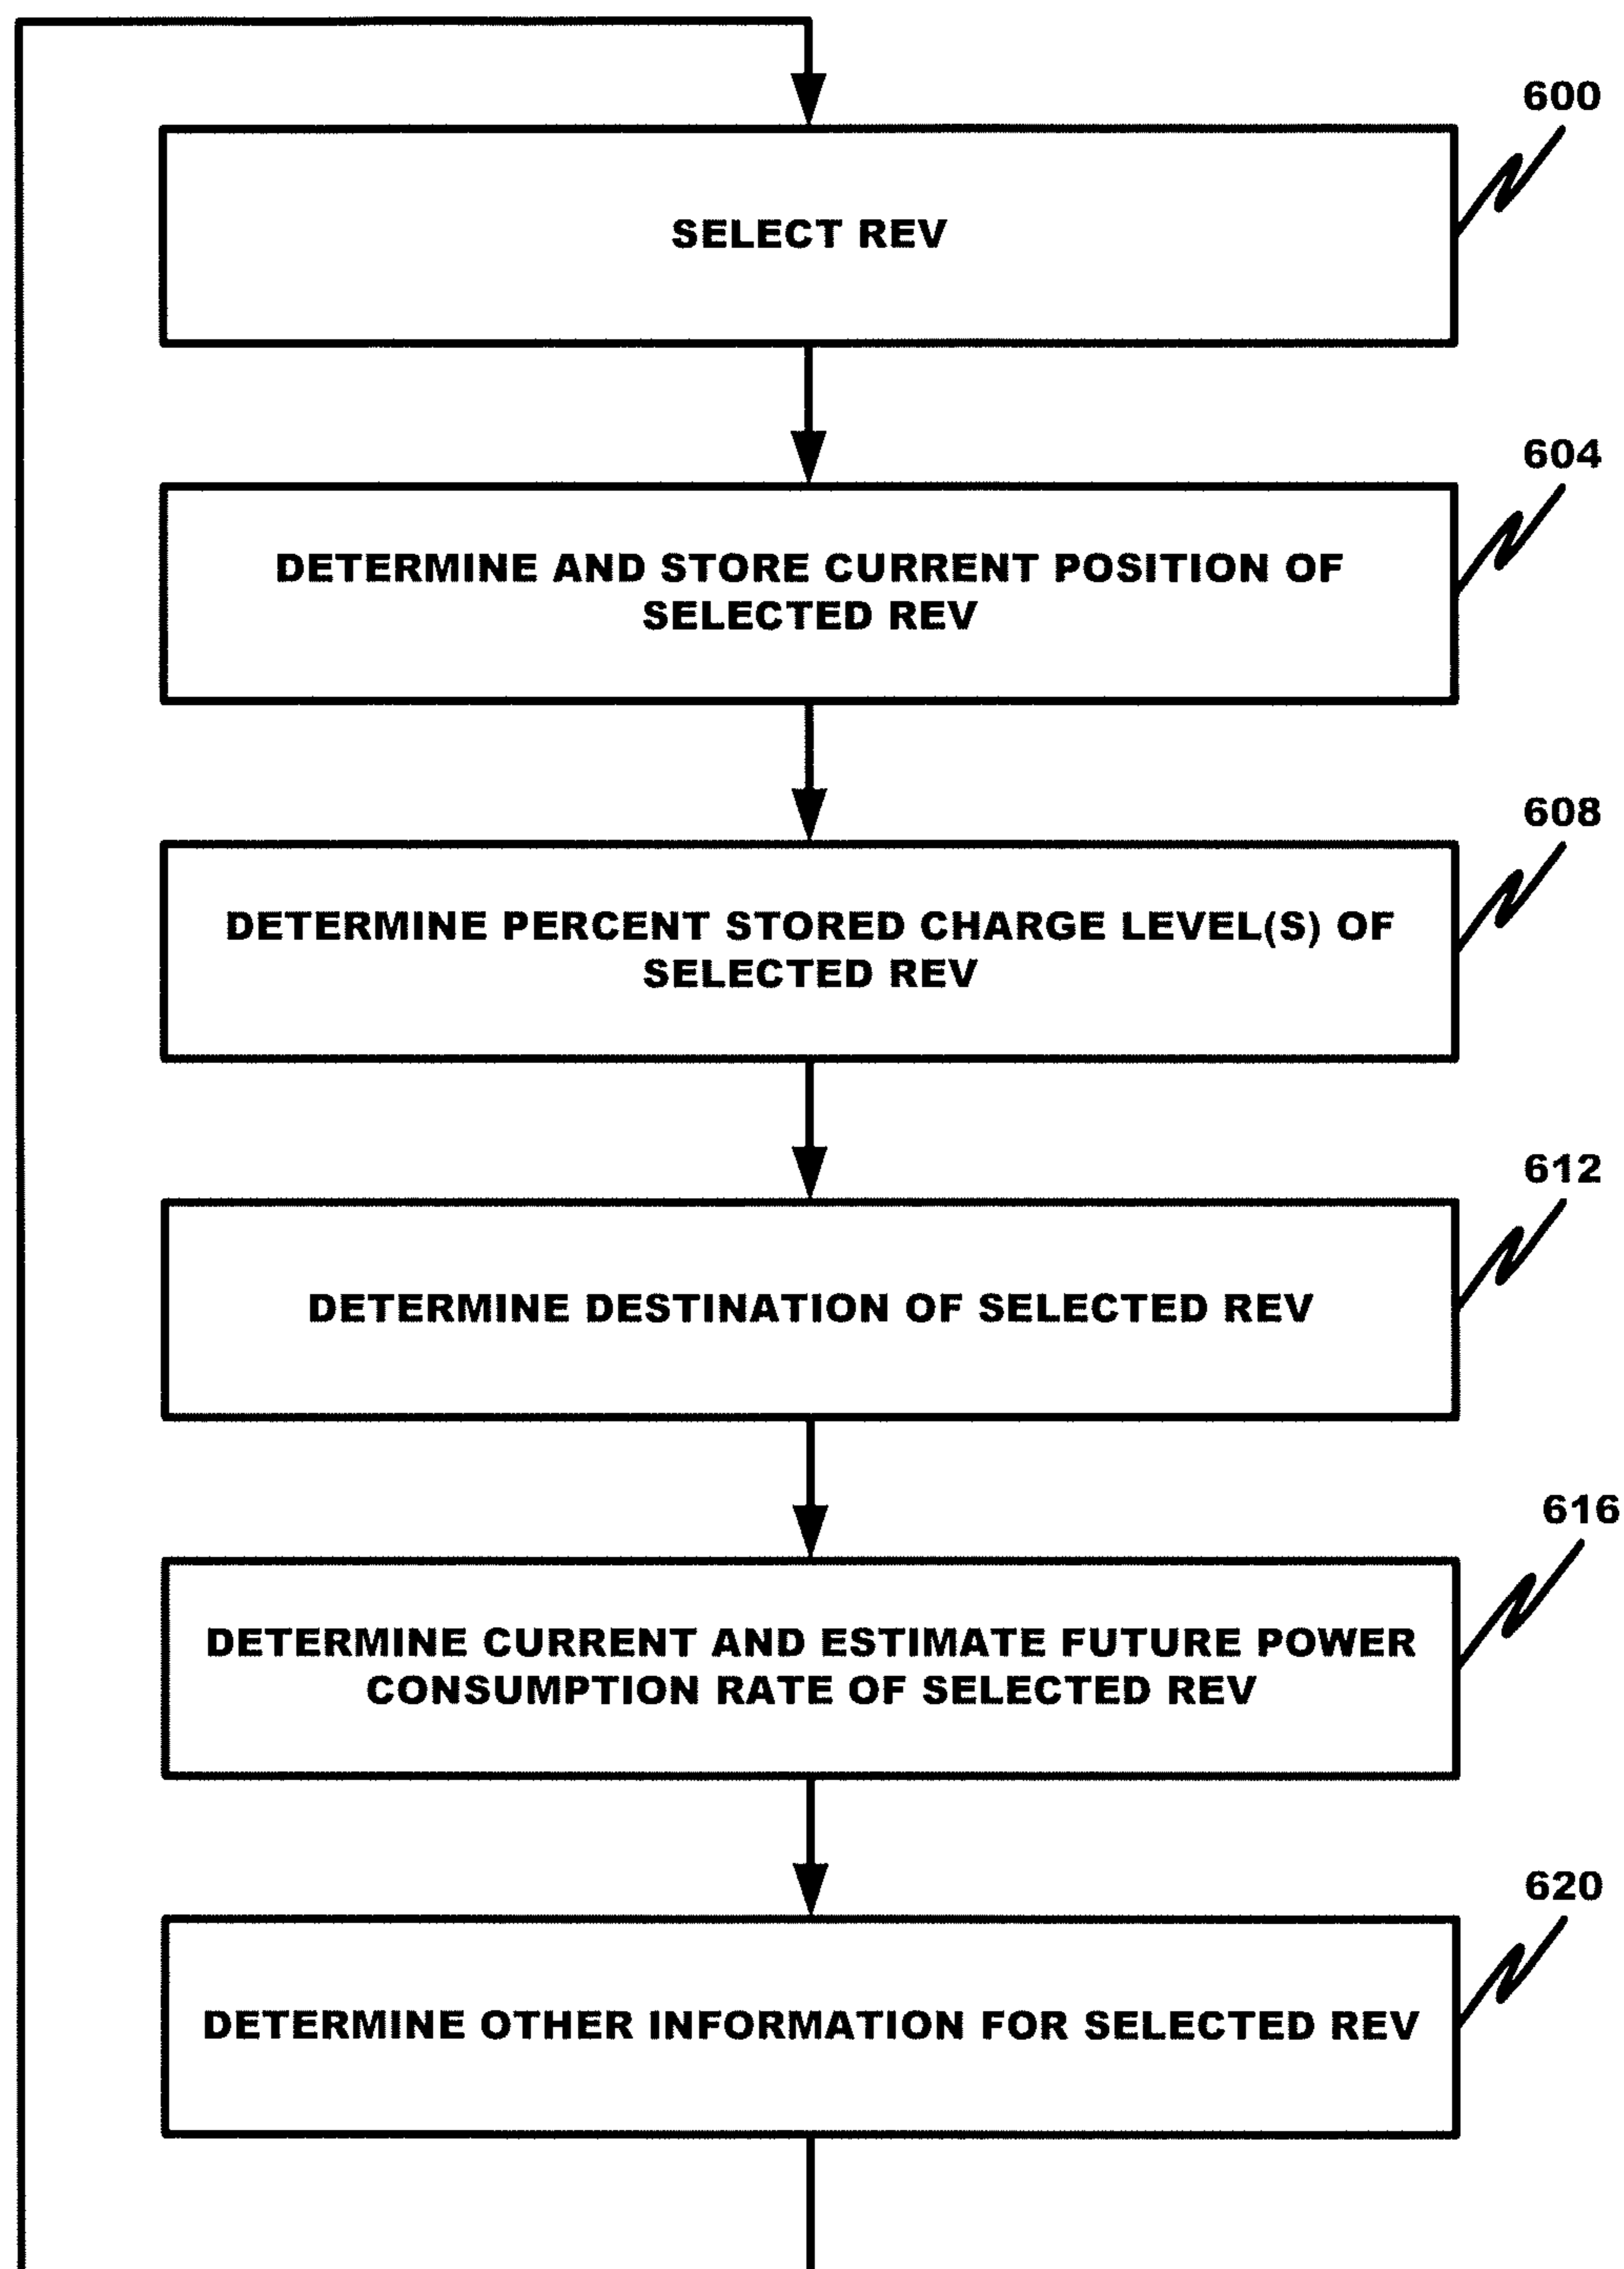 600
SELECT REV
604
DETERMINE AND STORE CURRENT POSITION OF
SELECTED REV
608
DETERMINE PERCENT STORED CHARGE LEVEL(S) OF
SELECTED REV
612
DETERMINE DESTINATION OF SELECTED REV
616
DETERMINE CURRENT AND ESTIMATE FUTURE POWER
CONSUMPTION RATE OF SELECTED REV
620
DETERMINE OTHER INFORMATION FOR SELECTED REV